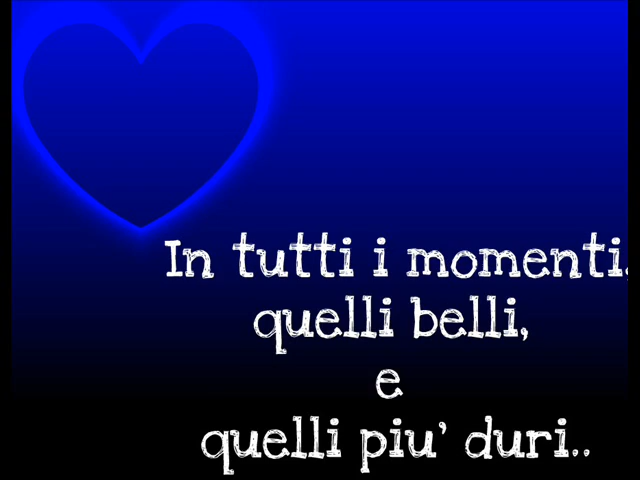 In tutti i momenti,
quelli belli,
e
quelli piu' duri..